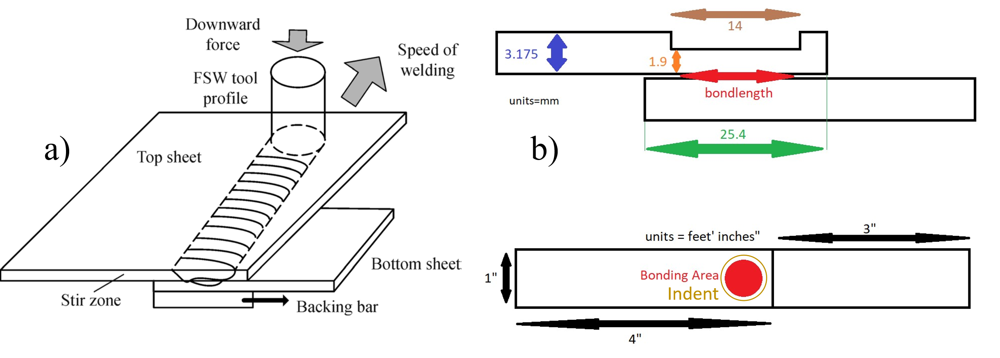 Downward
force
FSW tool
profile
Speed of
welding
a)
Top sheet
Bottom sheet
Stir zone
Backing bar
14
3.175
1.9
bondlength
units=mm
25.4
b)
units = feet' inches"
3"
1"
Bonding Area
Indent
4"